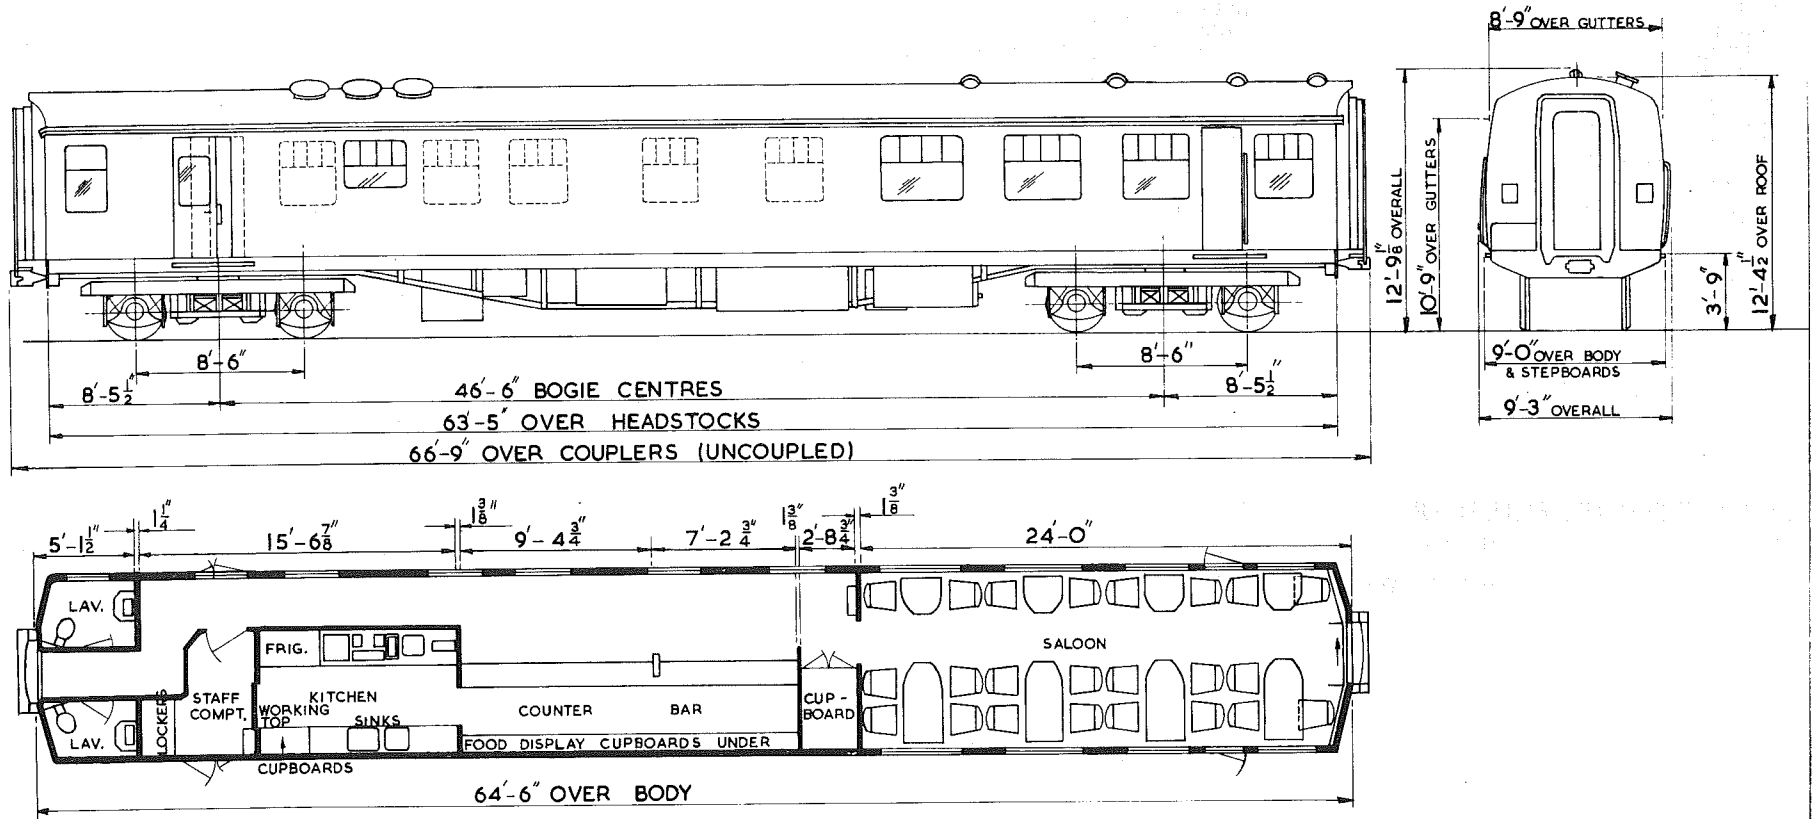 8'-9" OVER GUTTERS
12'-9 1/8" OVERALL
10'-9" OVER GUTTERS
3'-9"
12'-4 1/2" OVER ROOF
8'-6"
8'-6"
9'-0" OVER BODY
& STEPBOARDS
8'-5 1/2"
46'-6" BOGIE CENTRES
8'-5 1/2"
9'-3" OVERALL
63'-5" OVER HEADSTOCKS
66'-9" OVER COUPLERS (UNCOUPLED)
5'-1 1/2"
1 1/4"
15'-6 7/8"
1 3/8"
9'-4 3/4"
7'-2 3/4"
1 3/8"
2'-8 3/4"
1 3/8"
24'-0"
LAV.
FRIG.
SALOON
LOCKERS
STAFF
COMPT.
KITCHEN
WORKING
TOP
SINKS
COUNTER
BAR
CUP-
BOARD
LAV.
FOOD DISPLAY CUPBOARDS UNDER
CUPBOARDS
64'-6" OVER BODY